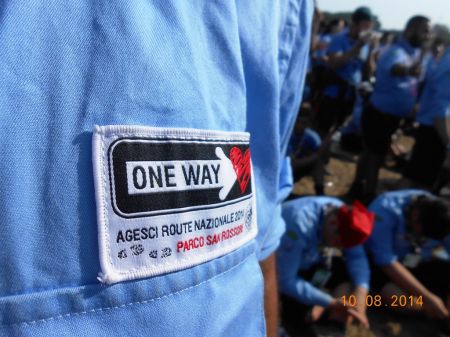 ONE WAY
AGESCI ROUTE NAZIONALE 2014
PARCO SAN ROSSORE
10.08.2014